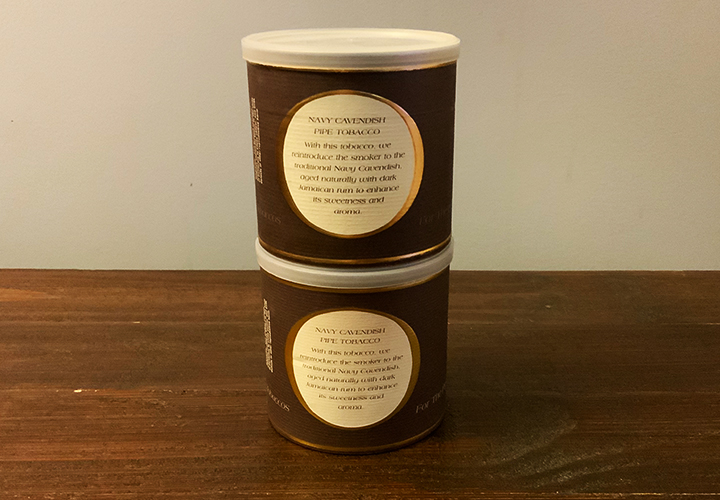 NAVY CAVENDISH
PIPE TOBACCO
With this tobacco, we
reintroduce the smoker to the
traditional Navy Cavendish,
aged naturally with dark
Jamaican rum to enhance
its sweetness and
aroma.
NAVY CAVENDISH
PIPE TOBACCO
With this tobacco, we
reintroduce the smoker to the
traditional Navy Cavendish,
aged naturally with dark
Jamaican rum to enhance
its sweetness and
aroma.
For the